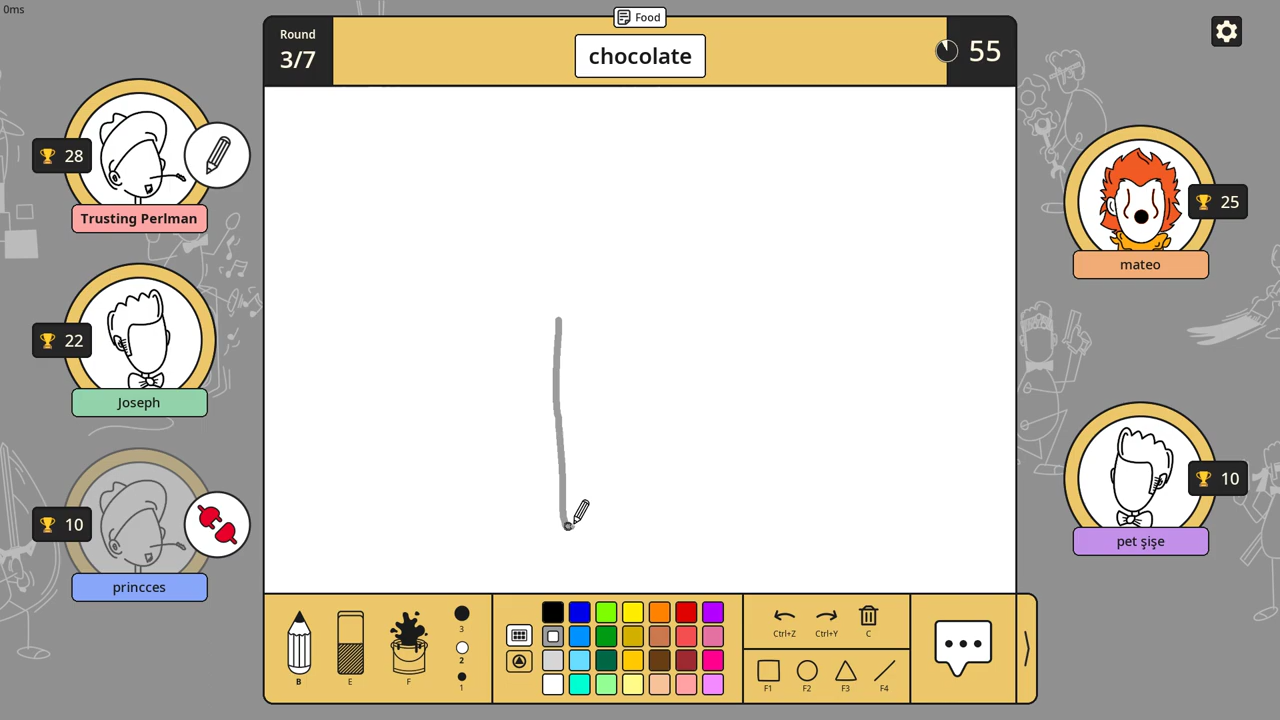 0ms
Food
Round
3/7
chocolate
55
28
Trusting Perlman
22
Joseph
10
princces
25
mateo
10
pet şişe
B
E
F
3
2
1
Ctrl+Z
Ctrl+Y
C
F1
F2
F3
F4